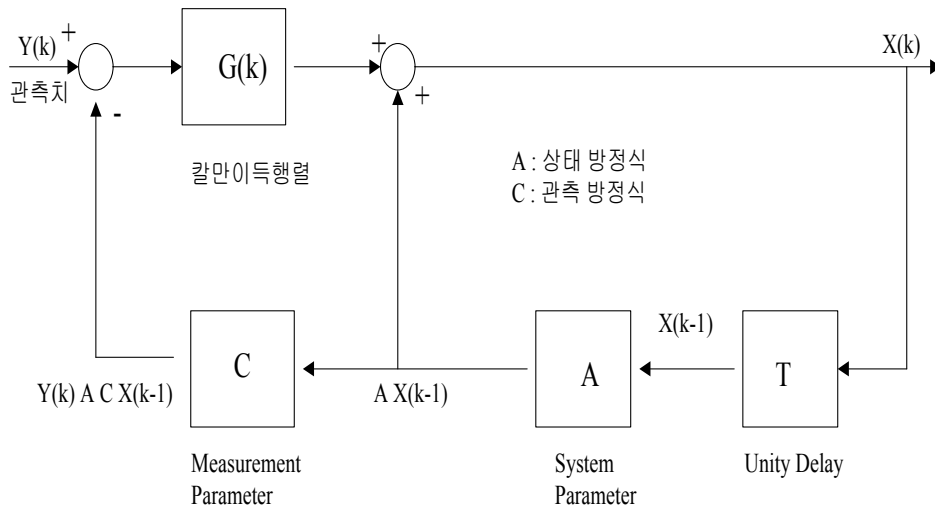 Y(k)
+
관측치
-
G(k)
칼만이득행렬
+
+
X(k)
A : 상태 방정식
C : 관측 방정식
X(k-1)
C
A
T
Y(k) A C X(k-1)
A X(k-1)
Measurement
Parameter
System
Parameter
Unity Delay